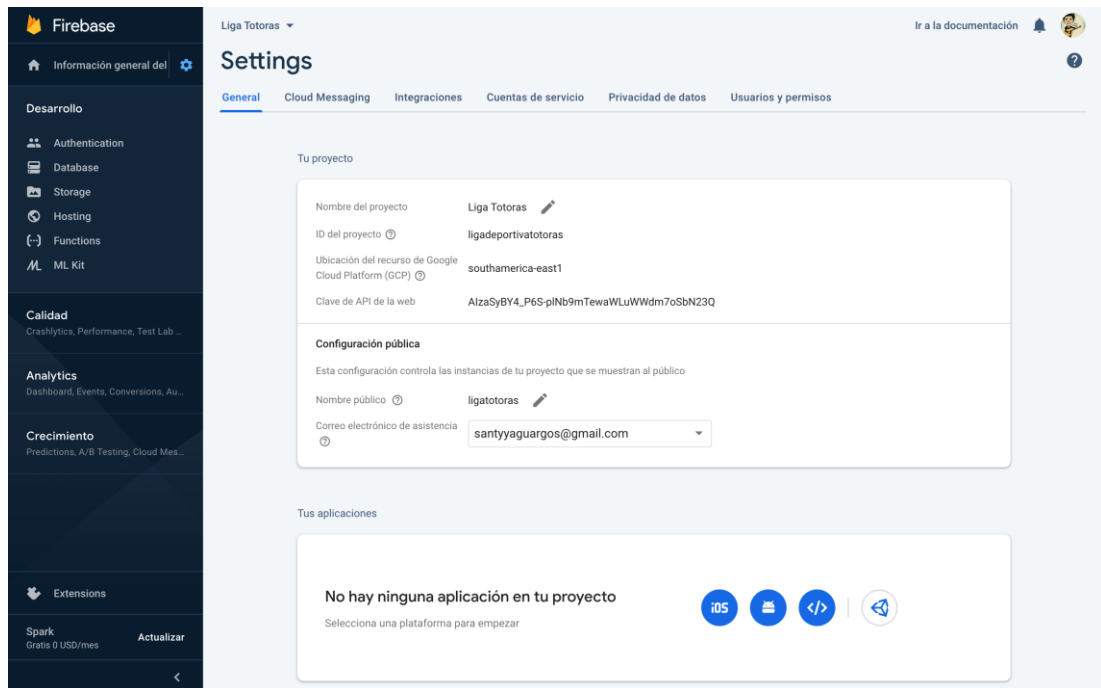 Firebase
Liga Totoras
Ir a la documentación
Información general del
Settings
General
Cloud Messaging
Integraciones
Cuentas de servicio
Privacidad de datos
Usuarios y permisos
Desarrollo
Authentication
Database
Storage
Hosting
Functions
ML Kit
Calidad
Crashlytics, Performance, Test Lab ...
Analytics
Dashboard, Events, Conversions, Au...
Crecimiento
Predictions, A/B Testing, Cloud Mes...
Extensions
Spark
Gratis 0 USD/mes
Actualizar
Tu proyecto
Nombre del proyecto
Liga Totoras
ID del proyecto
ligadeportivatotoras
Ubicación del recurso de Google
Cloud Platform (GCP)
southamerica-east1
Clave de API de la web
AIzaSyBY4_P6S-plNb9mTewaWLuWWdm7oSbN23Q
Configuración pública
Esta configuración controla las instancias de tu proyecto que se muestran al público
Nombre público
ligatotoras
Correo electrónico de asistencia
santyyaguargos@gmail.com
Tus aplicaciones
No hay ninguna aplicación en tu proyecto
Selecciona una plataforma para empezar
iOS